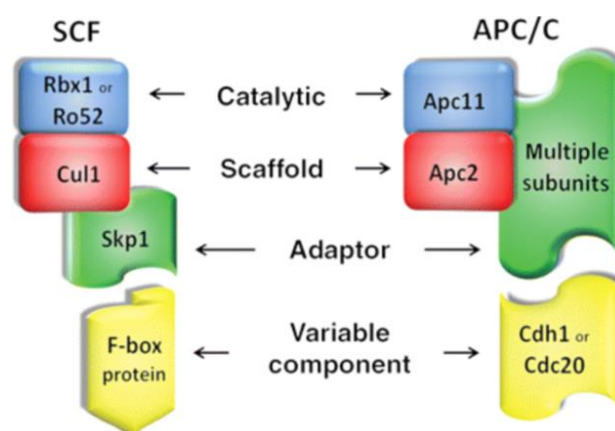 SCF
APC/C
Rbx1 or
Ro52
Catalytic
Apc11
Cul1
Scaffold
Apc2
Multiple
subunits
Skp1
Adaptor
F-box
protein
Variable
component
Cdh1 or
Cdc20